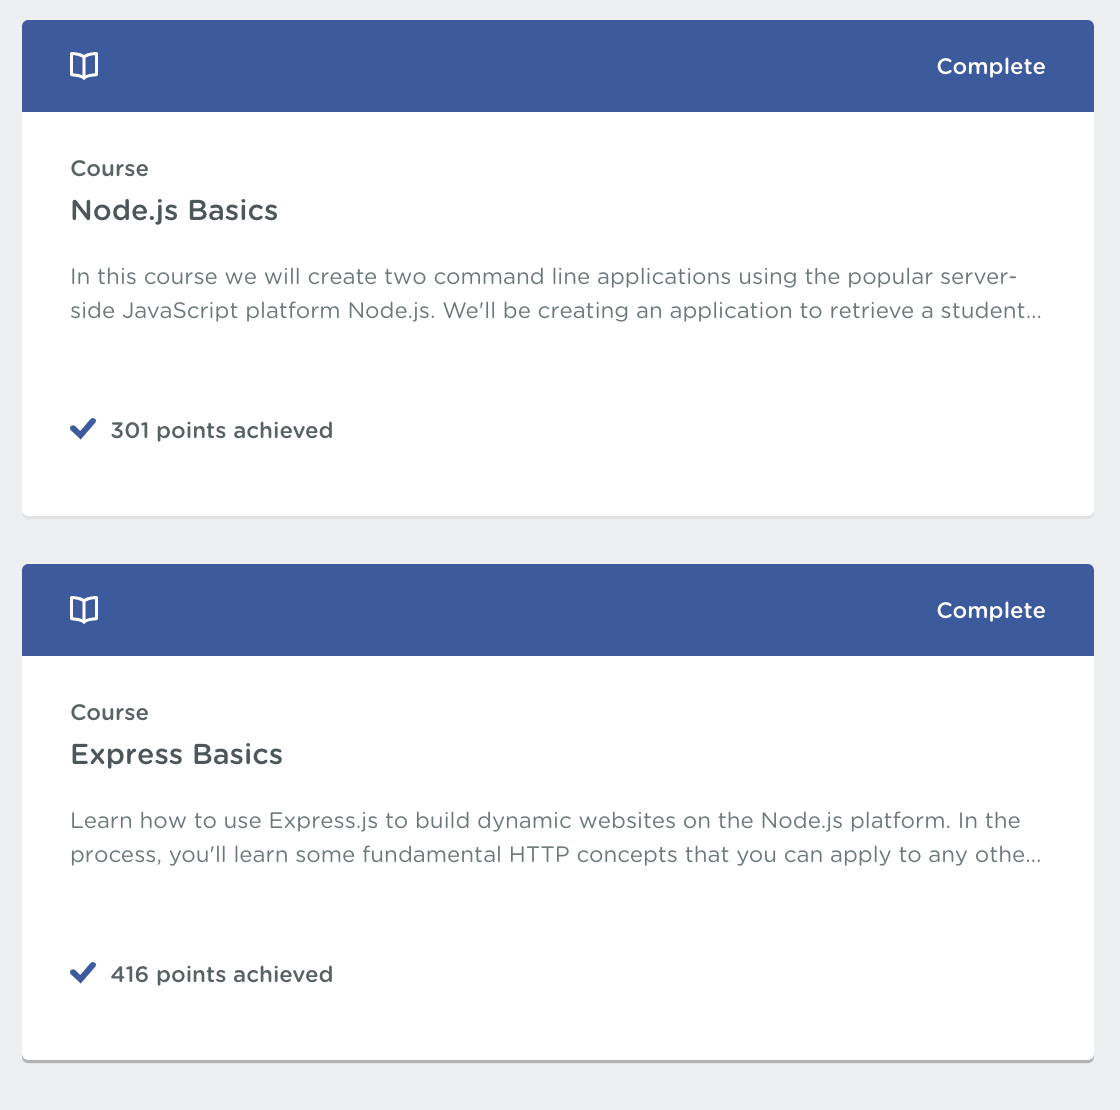 Complete
Course
Node.js Basics
In this course we will create two command line applications using the popular server-
side JavaScript platform Node.js. We'll be creating an application to retrieve a student...
301 points achieved
Complete
Course
Express Basics
Learn how to use Express.js to build dynamic websites on the Node.js platform. In the
process, you'll learn some fundamental HTTP concepts that you can apply to any othe...
416 points achieved